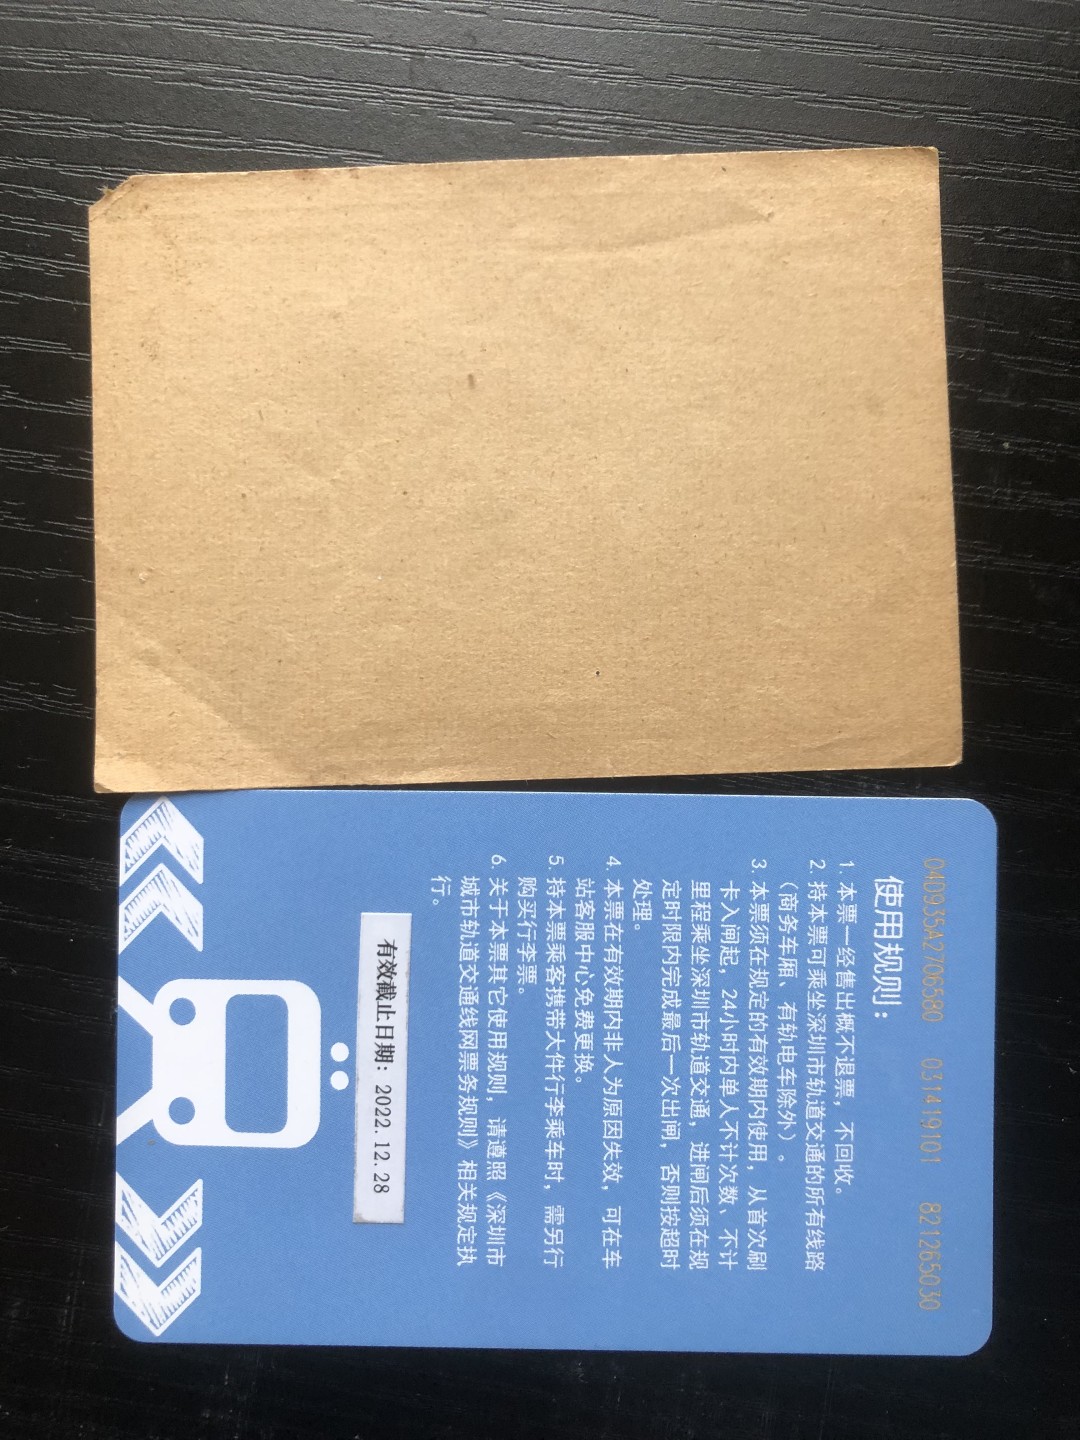 040935A2706580 031419101 821265030
使用规则：
1. 本票一经售出概不退票，不回收。
2. 持本票可乘坐深圳市轨道交通的所有线路
（商务车厢、有轨电车除外）。
3. 本票须在规定的有效期内使用，从首次刷
卡入闸起，24小时内单人不计次数、不计
里程乘坐深圳市轨道交通，进闸后须在规
定时限内完成最后一次出闸，否则按超时
处理。
4. 本票在有效期内非人为原因失效，可在车
站客服中心免费更换。
5. 持本票乘客携带大件行李乘车时，需另行
购买行李票。
6. 关于本票其它使用规则，请遵照《深圳市
城市轨道交通线网票务规则》相关规定执
行。
有效截止日期：2022.12.28